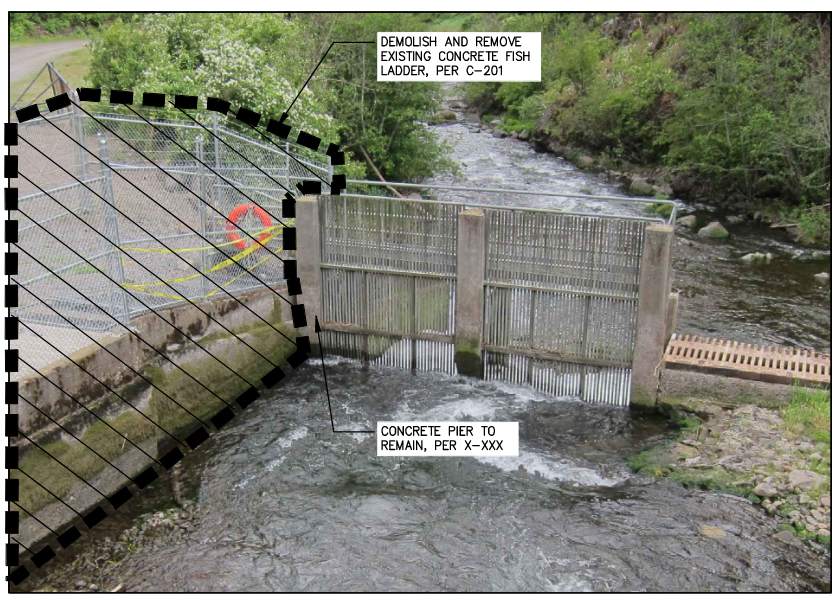 DEMOLISH AND REMOVE
EXISTING CONCRETE FISH
LADDER, PER C-201
CONCRETE PIER TO
REMAIN, PER X-XXX